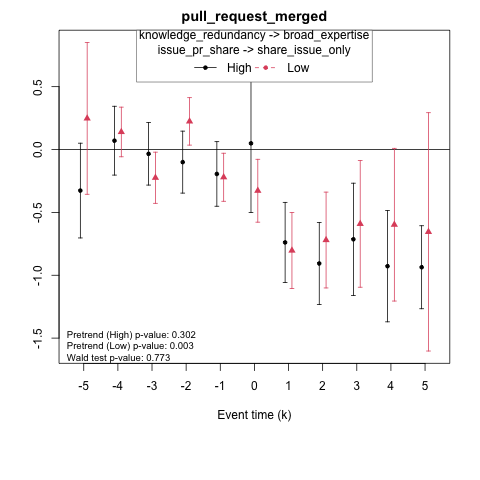 pull_request_merged
knowledge_redundancy -> broad_expertise
issue_pr_share -> share_issue_only
High Low
0.5
0.0
-0.5
-1.0
-1.5
Pretrend (High) p-value: 0.302
Pretrend (Low) p-value: 0.003
Wald test p-value: 0.773
-5 -4 -3 -2 -1 0 1 2 3 4 5
Event time (k)